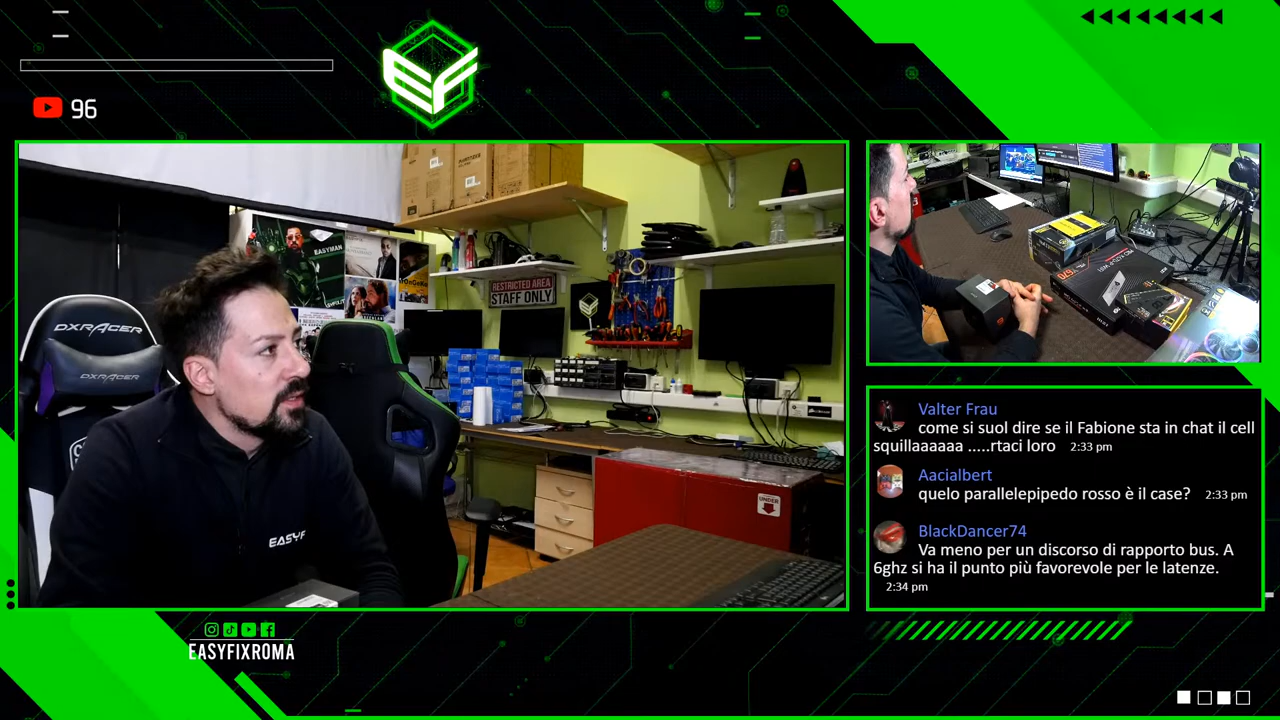 96
EF
DXRACER
DXRACER
EASYMAN
RESTRICTED AREA
STAFF ONLY
UNDER
EASYF
Valter Frau
come si suol dire se il Fabione sta in chat il cell
squillaaaaaa .....rtaci loro 2:33 pm
Aacialbert
quelo parallelepipedo rosso è il case? 2:33 pm
BlackDancer74
Va meno per un discorso di rapporto bus. A
6ghz si ha il punto più favorevole per le latenze.
2:34 pm
EASYFIXROMA